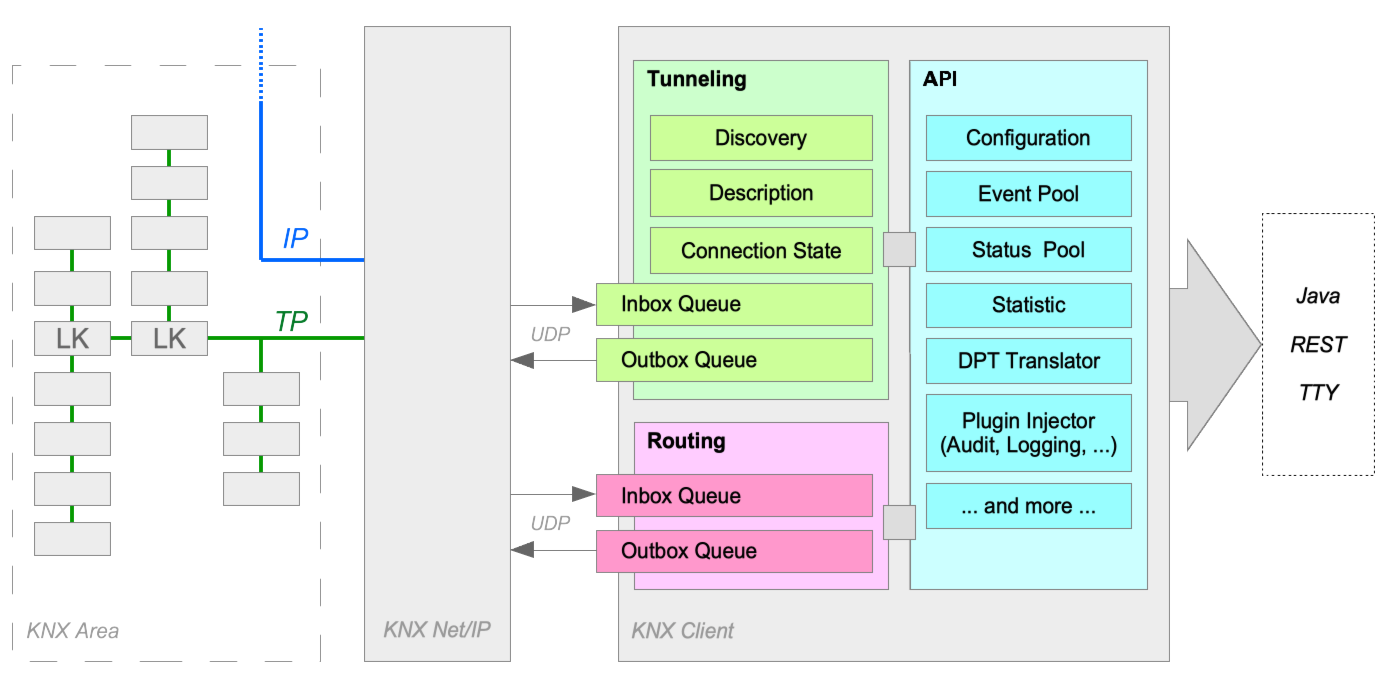 IP
TP
LK
LK
KNX Area
KNX Net/IP
UDP
UDP
Tunneling
Discovery
Description
Connection State
Inbox Queue
Outbox Queue
Routing
Inbox Queue
Outbox Queue
KNX Client
API
Configuration
Event Pool
Status Pool
Statistic
DPT Translator
Plugin Injector
(Audit, Logging, ...)
... and more ...
Java
REST
TTY